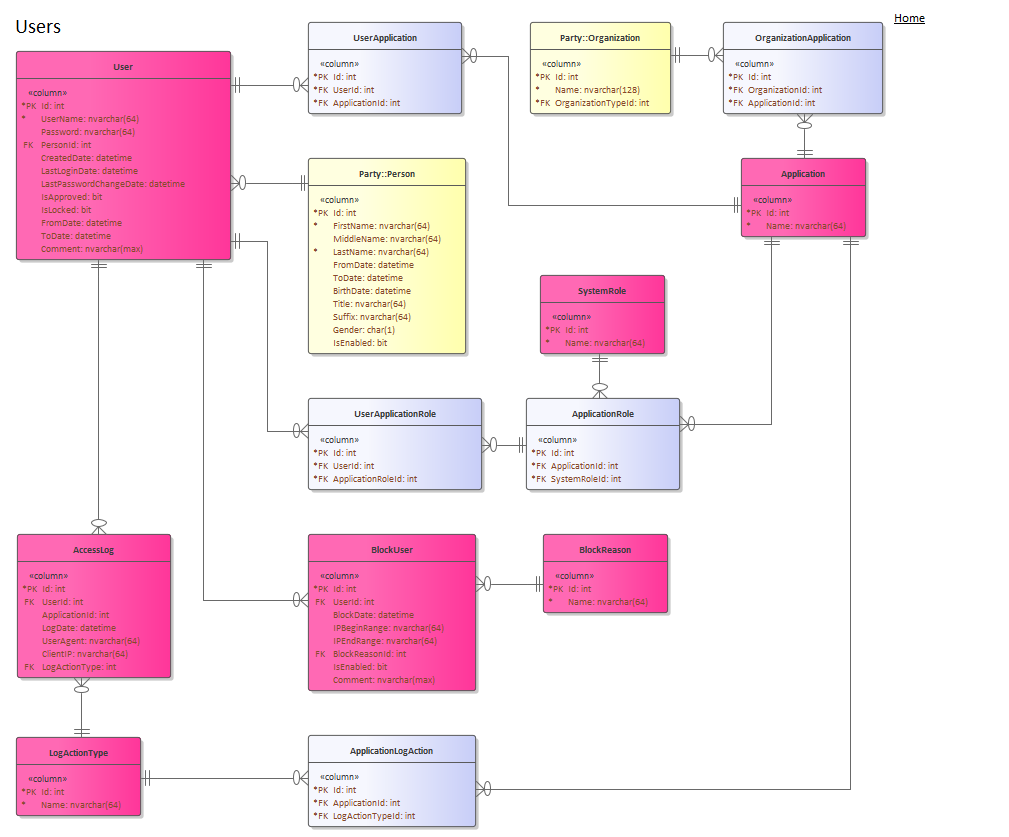 Users
Home
User
«column»
*PK Id: int
* UserName: nvarchar(64)
Password: nvarchar(64)
FK PersonId: int
CreatedDate: datetime
LastLoginDate: datetime
LastPasswordChangeDate: datetime
IsApproved: bit
IsLocked: bit
FromDate: datetime
ToDate: datetime
Comment: nvarchar(max)
UserApplication
«column»
*PK Id: int
*FK UserId: int
*FK ApplicationId: int
Party::Organization
«column»
*PK Id: int
* Name: nvarchar(128)
*FK OrganizationTypeId: int
OrganizationApplication
«column»
*PK Id: int
*FK OrganizationId: int
*FK ApplicationId: int
Party::Person
«column»
*PK Id: int
* FirstName: nvarchar(64)
MiddleName: nvarchar(64)
* LastName: nvarchar(64)
FromDate: datetime
ToDate: datetime
BirthDate: datetime
Title: nvarchar(64)
Suffix: nvarchar(64)
Gender: char(1)
IsEnabled: bit
Application
«column»
*PK Id: int
* Name: nvarchar(64)
SystemRole
«column»
*PK Id: int
* Name: nvarchar(64)
UserApplicationRole
«column»
*PK Id: int
*FK UserId: int
*FK ApplicationRoleId: int
ApplicationRole
«column»
*PK Id: int
*FK ApplicationId: int
*FK SystemRoleId: int
AccessLog
«column»
*PK Id: int
FK UserId: int
ApplicationId: int
LogDate: datetime
UserAgent: nvarchar(64)
ClientIP: nvarchar(64)
FK LogActionType: int
BlockUser
«column»
*PK Id: int
FK UserId: int
BlockDate: datetime
IPBeginRange: nvarchar(64)
IPEndRange: nvarchar(64)
FK BlockReasonId: int
IsEnabled: bit
Comment: nvarchar(max)
BlockReason
«column»
*PK Id: int
* Name: nvarchar(64)
LogActionType
«column»
*PK Id: int
* Name: nvarchar(64)
ApplicationLogAction
«column»
*PK Id: int
*FK ApplicationId: int
*FK LogActionTypeId: int